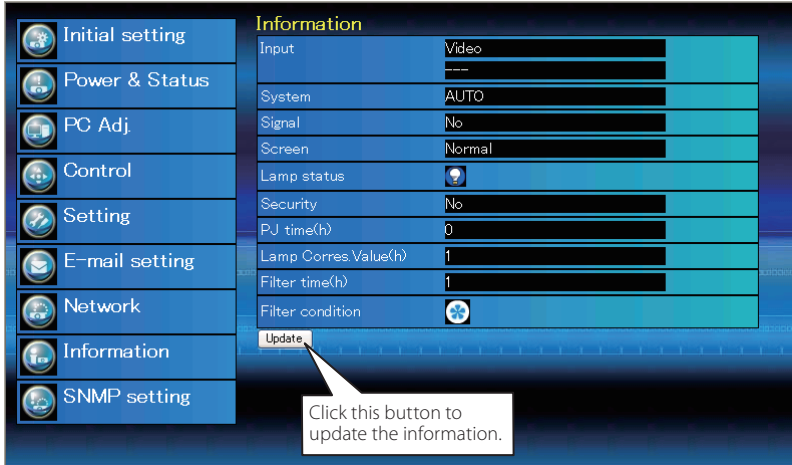 Initial setting
Power & Status
PC Adj.
Control
Setting
E-mail setting
Network
Information
SNMP setting
Information
Input Video
---
System AUTO
Signal No
Screen Normal
Lamp status
Security No
PJ time(h) 0
Lamp Corres.Value(h) 1
Filter time(h) 1
Filter condition
Update
Click this button to
update the information.